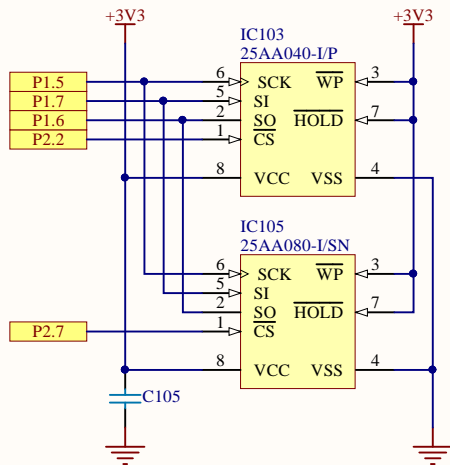 +3V3 +3V3
IC103
25AA040-I/P
P1.5 6 SCK WP 3
P1.7 5 SI
P1.6 2 SO HOLD 7
P2.2 1 CS
8 VCC VSS 4
IC105
25AA080-I/SN
6 SCK WP 3
5 SI
2 SO HOLD 7
P2.7 1 CS
8 VCC VSS 4
C105